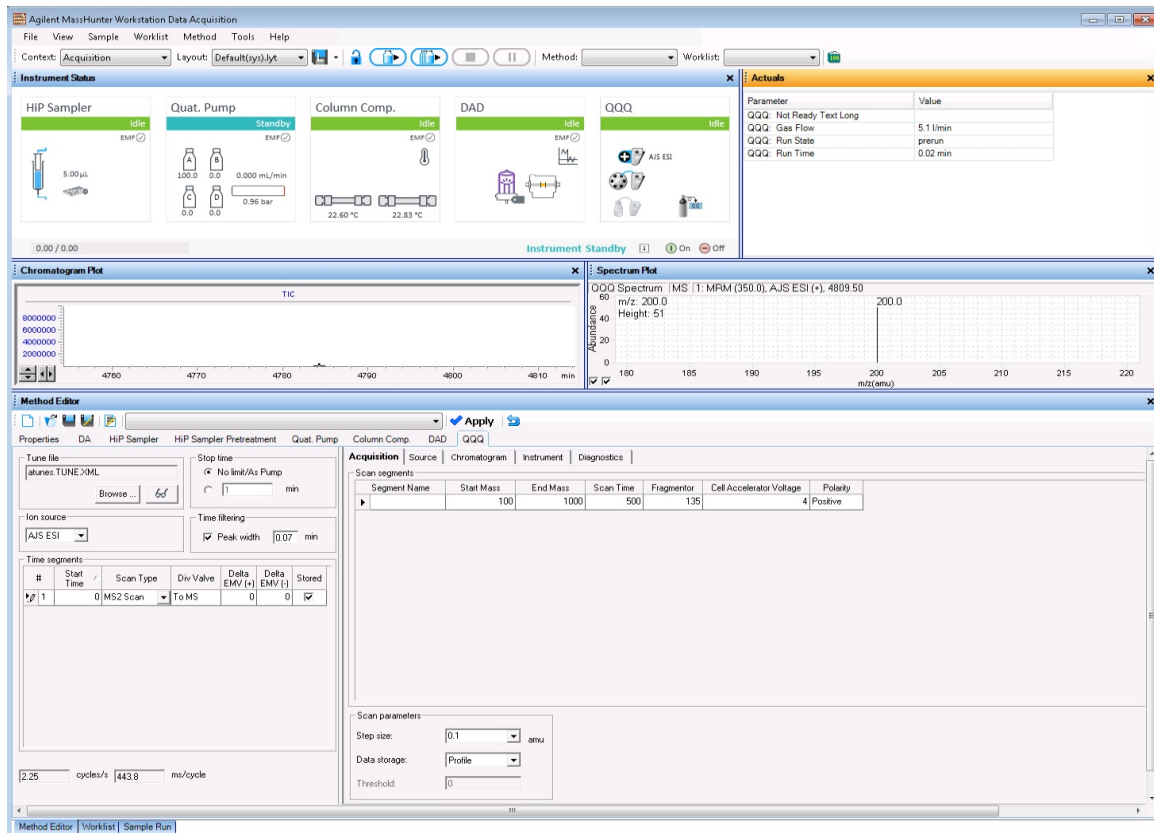 Agilent MassHunter Workstation Data Acquisition
File View Sample Worklist Method Tools Help
Context: Acquisition Layout: Default(sys).lyt Method: Worklist:
Instrument Status
HiP Sampler
Idle
EMF
5.00 µL
Quat. Pump
Standby
EMF
A B
100.0 0.0 0.000 mL/min
C D
0.96 bar
0.0 0.0
Column Comp.
Idle
EMF
22.60 °C 22.83 °C
DAD
Idle
EMF
QQQ
Idle
AJS ESI
CC
0.00 / 0.00
Instrument Standby On Off
Actuals
Parameter Value
QQQ: Not Ready Text Long
QQQ: Gas Flow 5.1 l/min
QQQ: Run State prerun
QQQ: Run Time 0.02 min
Chromatogram Plot
TIC
8000000
6000000
4000000
2000000
4760 4770 4780 4790 4800 4810 min
Spectrum Plot
QQQ Spectrum MS 1: MRM (350.0), AJS ESI (+), 4809.50
m/z: 200.0
Height: 51
200.0
Abundance
60
40
20
0
180 185 190 195 200 205 210 215 220
m/z(amu)
Method Editor
Apply
Properties DA HiP Sampler HiP Sampler Pretreatment Quat. Pump Column Comp. DAD QQQ
Tune file
atunes.TUNE.XML
Browse ...
Stop time
No limit/As Pump
1 min
Ion source
AJS ESI
Time filtering
Peak width 0.07 min
Time segments
# Start Time Scan Type Div Valve Delta EMV (+) Delta EMV (-) Stored
1 0 MS2 Scan To MS 0 0
2.25 cycles/s 443.8 ms/cycle
Acquisition Source Chromatogram Instrument Diagnostics
Scan segments
Segment Name Start Mass End Mass Scan Time Fragmentor Cell Accelerator Voltage Polarity
100 1000 500 135 4 Positive
Scan parameters
Step size: 0.1 amu
Data storage: Profile
Threshold: 0
Method Editor Worklist Sample Run